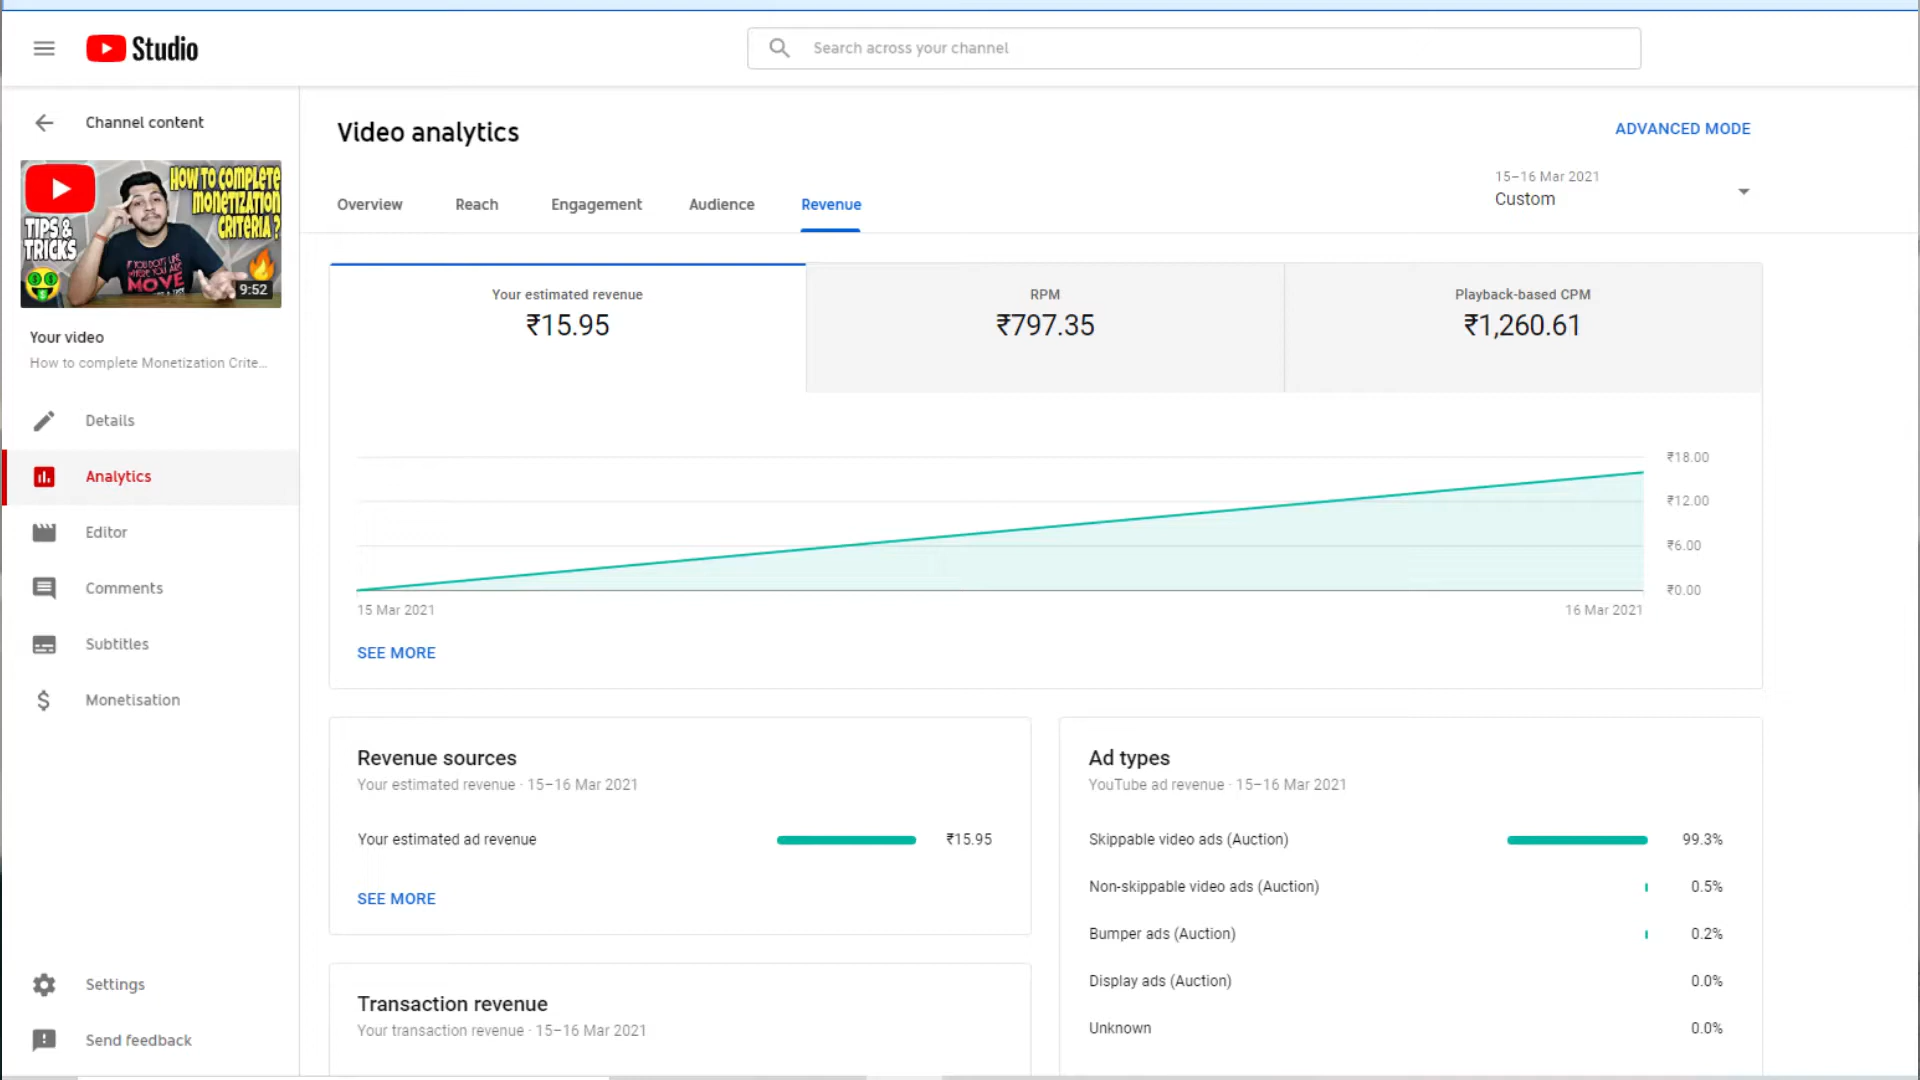 Studio
Search across your channel
Channel content
HOW TO COMPLETE
MONETIZATION
CRITERIA ?
TIPS &
TRICKS
MOVE
9:52
Your video
How to complete Monetization Crite...
Details
Analytics
Editor
Comments
Subtitles
Monetisation
Settings
Send feedback
Video analytics
ADVANCED MODE
Overview
Reach
Engagement
Audience
Revenue
15–16 Mar 2021
Custom
Your estimated revenue
₹15.95
RPM
₹797.35
Playback-based CPM
₹1,260.61
₹18.00
₹12.00
₹6.00
₹0.00
15 Mar 2021
16 Mar 2021
SEE MORE
Revenue sources
Your estimated revenue · 15–16 Mar 2021
Your estimated ad revenue ₹15.95
SEE MORE
Transaction revenue
Your transaction revenue · 15–16 Mar 2021
Ad types
YouTube ad revenue · 15–16 Mar 2021
Skippable video ads (Auction) 99.3%
Non-skippable video ads (Auction) 0.5%
Bumper ads (Auction) 0.2%
Display ads (Auction) 0.0%
Unknown 0.0%